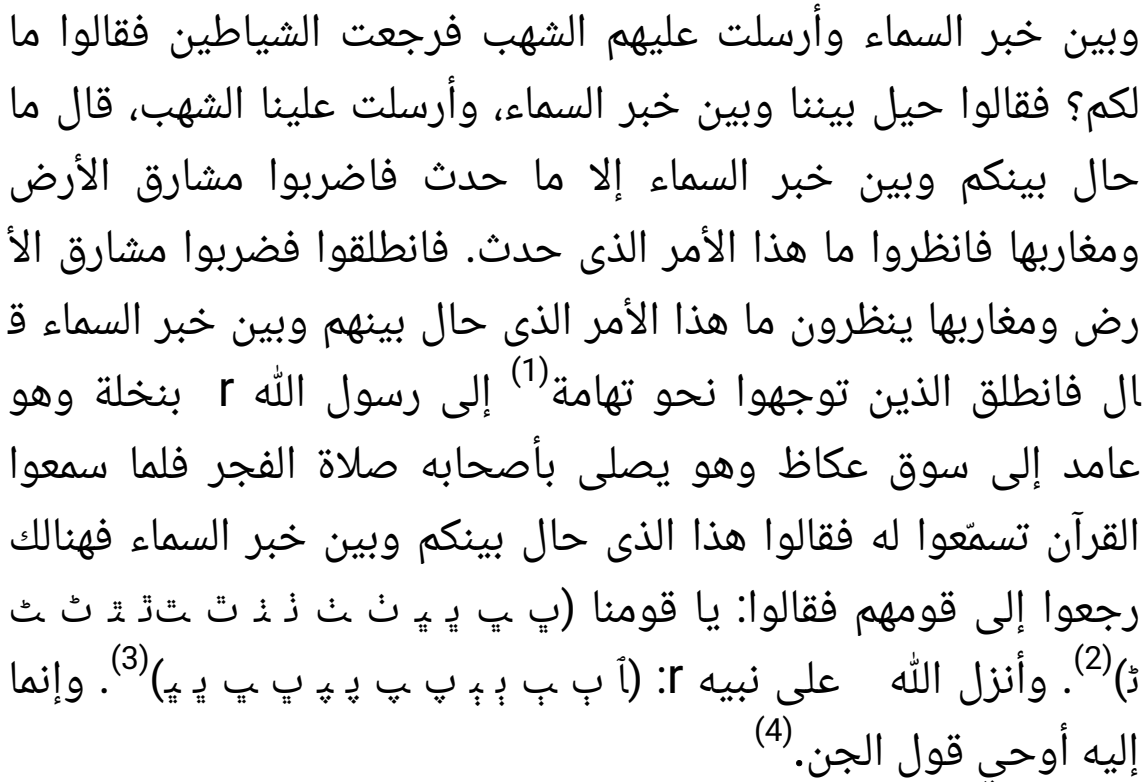 وبين خبر السماء وأرسلت عليهم الشهب فرجعت الشياطين فقالوا ما
لكم؟ فقالوا حيل بيننا وبين خبر السماء، وأرسلت علينا الشهب، قال ما
حال بينكم وبين خبر السماء إلا ما حدث فاضربوا مشارق الأرض
ومغاربها فانظروا ما هذا الأمر الذى حدث. فانطلقوا فضربوا مشارق الأ
رض ومغاربها ينظرون ما هذا الأمر الذى حال بينهم وبين خبر السماء ق
ال فانطلق الذين توجهوا نحو تهامة(1) إلى رسول الله r بنخلة وهو
عامد إلى سوق عكاظ وهو يصلى بأصحابه صلاة الفجر فلما سمعوا
القرآن تسمّعوا له فقالوا هذا الذى حال بينكم وبين خبر السماء فهنالك
رجعوا إلى قومهم فقالوا: يا قومنا (ﭗ ﭘ ﭙ ﭚ ﭛ ﭜ ﭝ ﭞ ﭟ ﭠ ﭡ ﭢ ﭣ ﭤ
ﭥ)(2). وأنزل الله على نبيه r: (ﭑ ﭒ ﭓ ﭔ ﭕ ﭖ ﭗ ﭘ ﭙ ﭚ ﭛ ﭜ ﭝ)(3). وإنما
إليه أوحي قول الجن.(4)